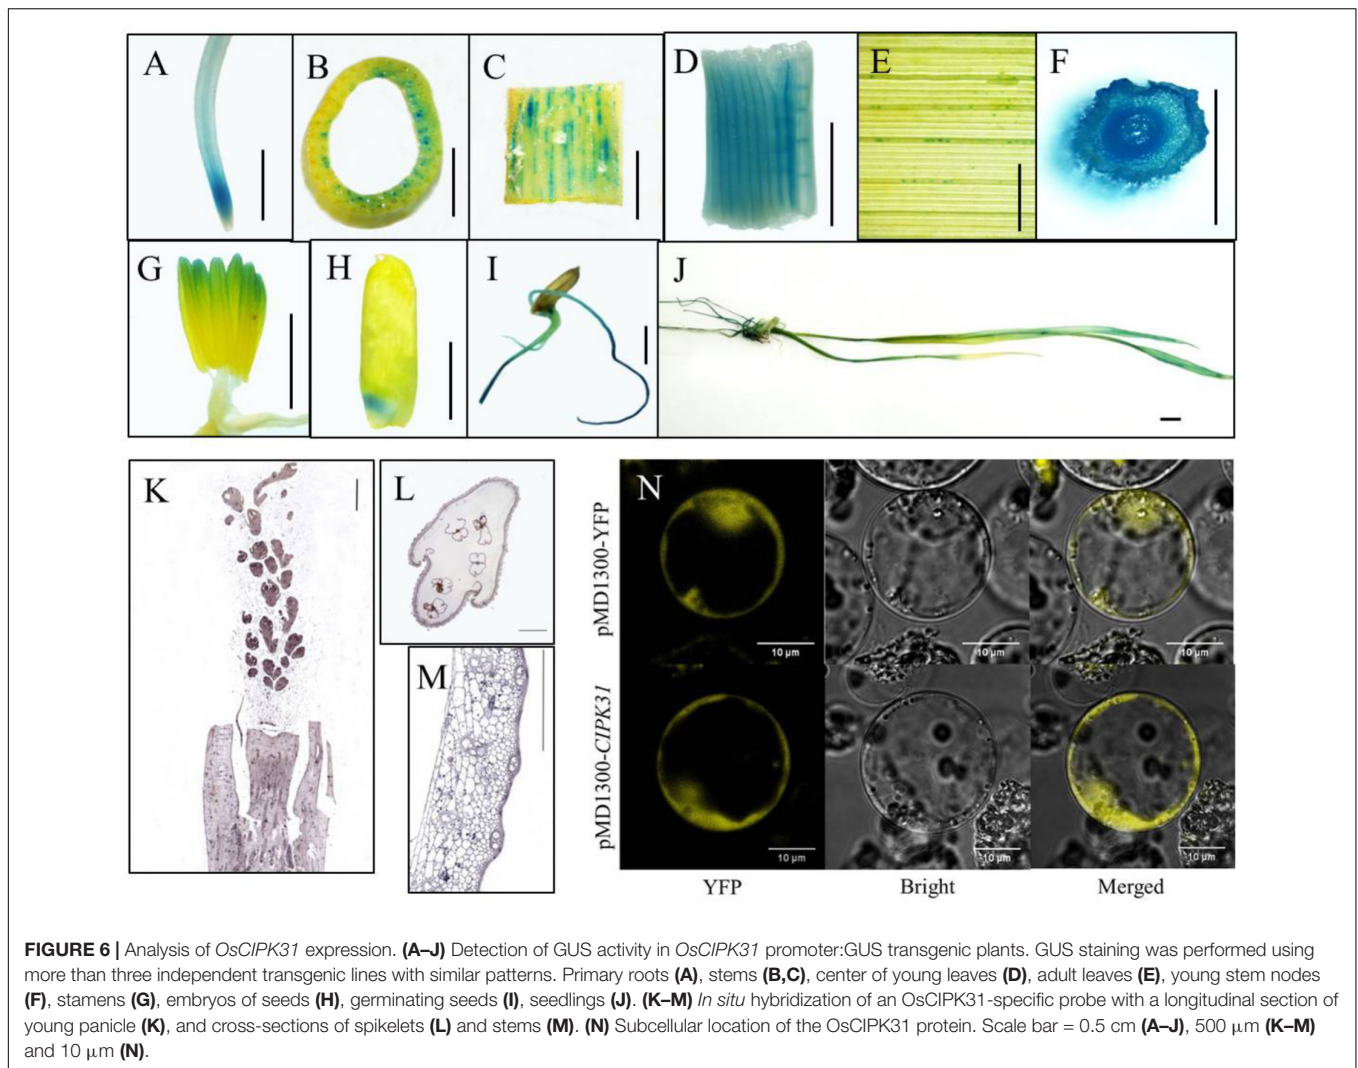 A B C D E F
G H I J
K L M N
pMD1300-YFP
10 µm 10 µm 10 µm
pMD1300-CIPK31
10 µm 10 µm 10 µm
YFP Bright Merged
FIGURE 6 | Analysis of OsCIPK31 expression. (A–J) Detection of GUS activity in OsCIPK31 promoter:GUS transgenic plants. GUS staining was performed using
more than three independent transgenic lines with similar patterns. Primary roots (A), stems (B,C), center of young leaves (D), adult leaves (E), young stem nodes
(F), stamens (G), embryos of seeds (H), germinating seeds (I), seedlings (J). (K–M) In situ hybridization of an OsCIPK31-specific probe with a longitudinal section of
young panicle (K), and cross-sections of spikelets (L) and stems (M). (N) Subcellular location of the OsCIPK31 protein. Scale bar = 0.5 cm (A–J), 500 µm (K–M)
and 10 µm (N).